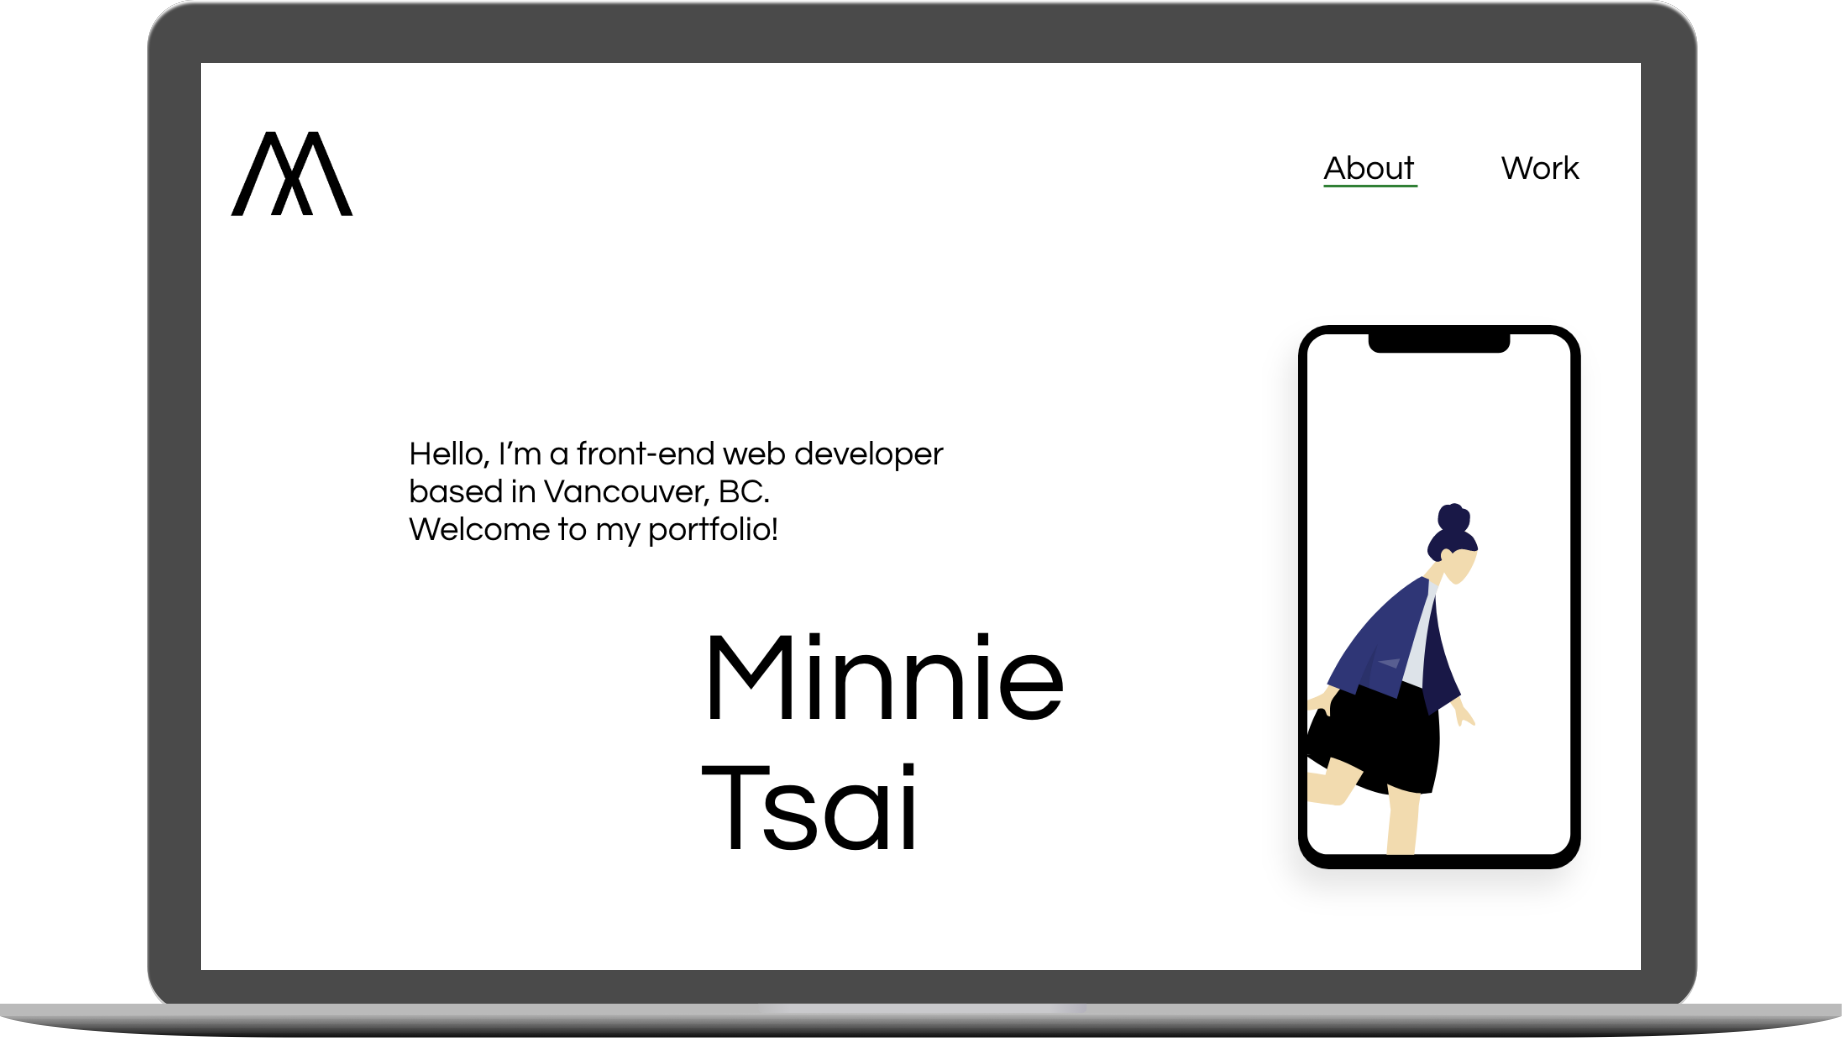 About
Work
Hello, I’m a front-end web developer
based in Vancouver, BC.
Welcome to my portfolio!
Minnie
Tsai